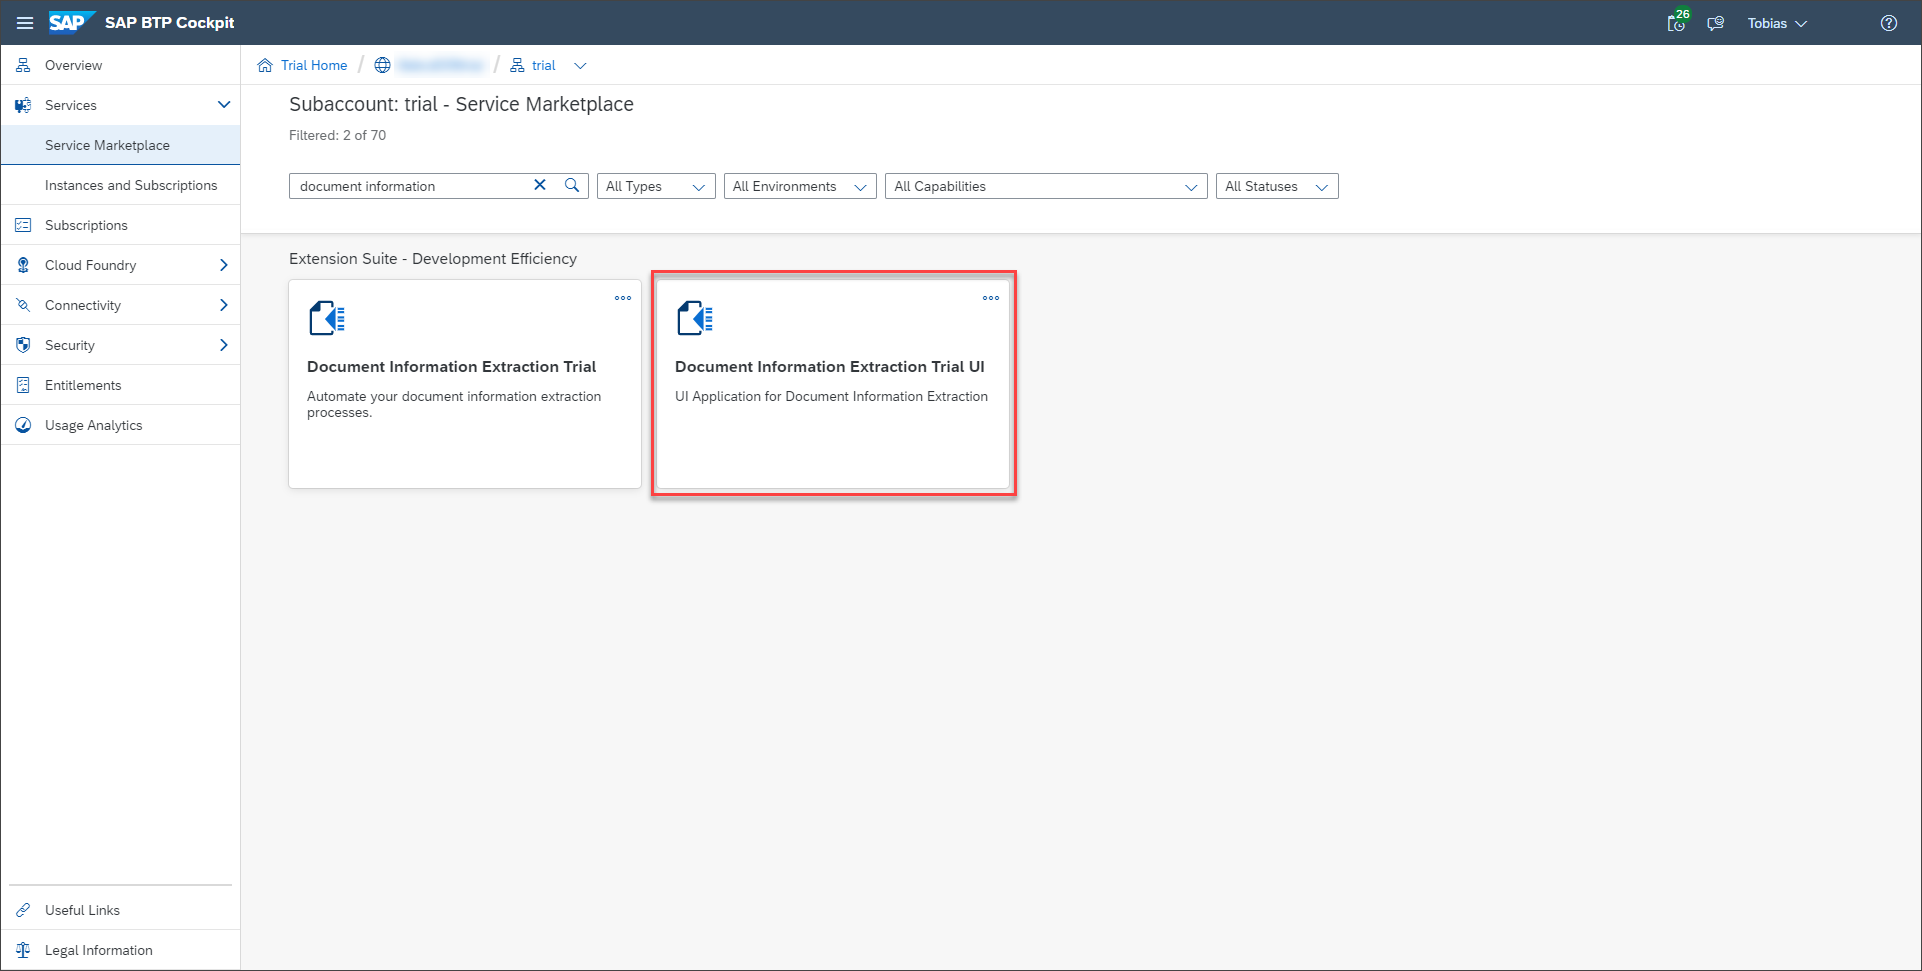 SAP SAP BTP Cockpit
26
Tobias
Overview
Services
Service Marketplace
Instances and Subscriptions
Subscriptions
Cloud Foundry
Connectivity
Security
Entitlements
Usage Analytics
Useful Links
Legal Information
Trial Home / / trial
Subaccount: trial - Service Marketplace
Filtered: 2 of 70
document information
All Types
All Environments
All Capabilities
All Statuses
Extension Suite - Development Efficiency
Document Information Extraction Trial
Automate your document information extraction
processes.
Document Information Extraction Trial UI
UI Application for Document Information Extraction